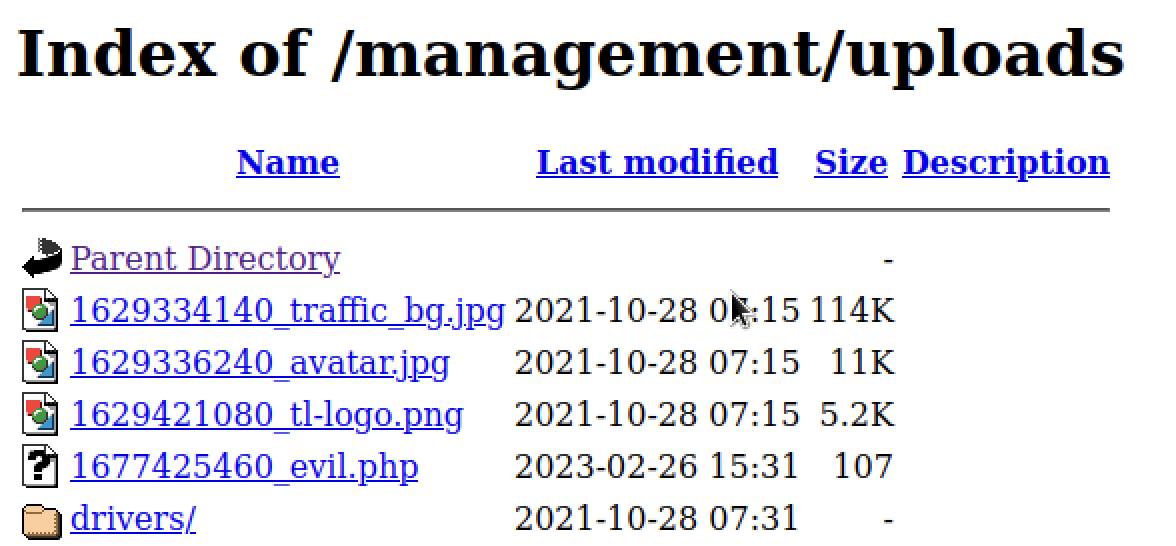 Index of /management/uploads
Name Last modified Size Description
Parent Directory -
1629334140_traffic_bg.jpg 2021-10-28 07:15 114K
1629336240_avatar.jpg 2021-10-28 07:15 11K
1629421080_tl-logo.png 2021-10-28 07:15 5.2K
1677425460_evil.php 2023-02-26 15:31 107
drivers/ 2021-10-28 07:31 -